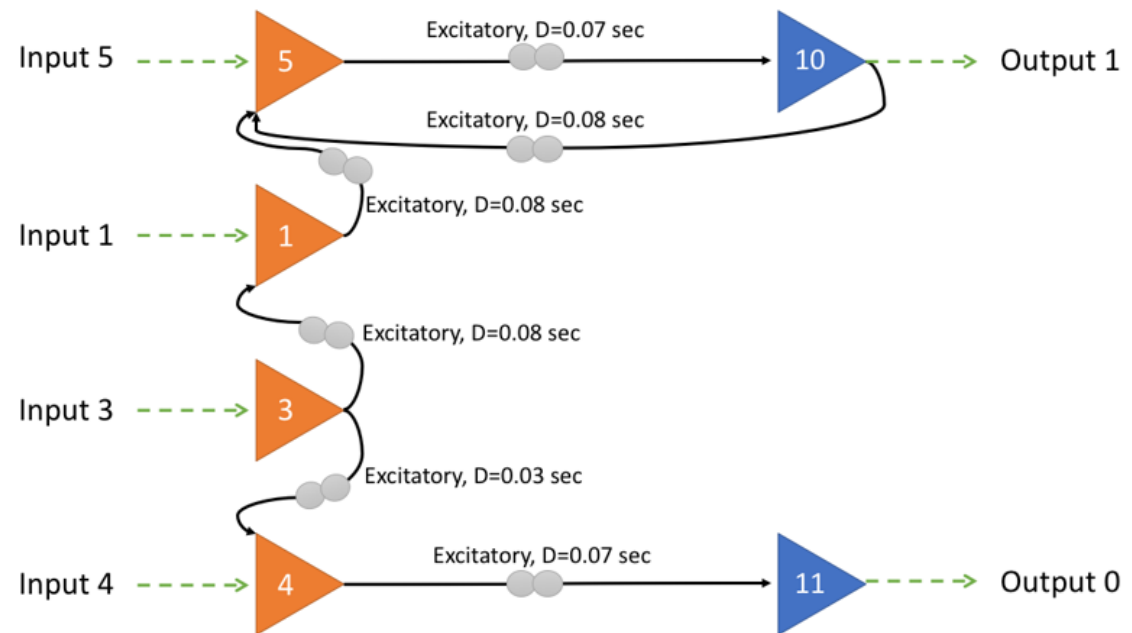 Input 5
5
Excitatory, D=0.07 sec
10
Output 1
Excitatory, D=0.08 sec
Excitatory, D=0.08 sec
Input 1
1
Excitatory, D=0.08 sec
Input 3
3
Excitatory, D=0.03 sec
Input 4
4
Excitatory, D=0.07 sec
11
Output 0